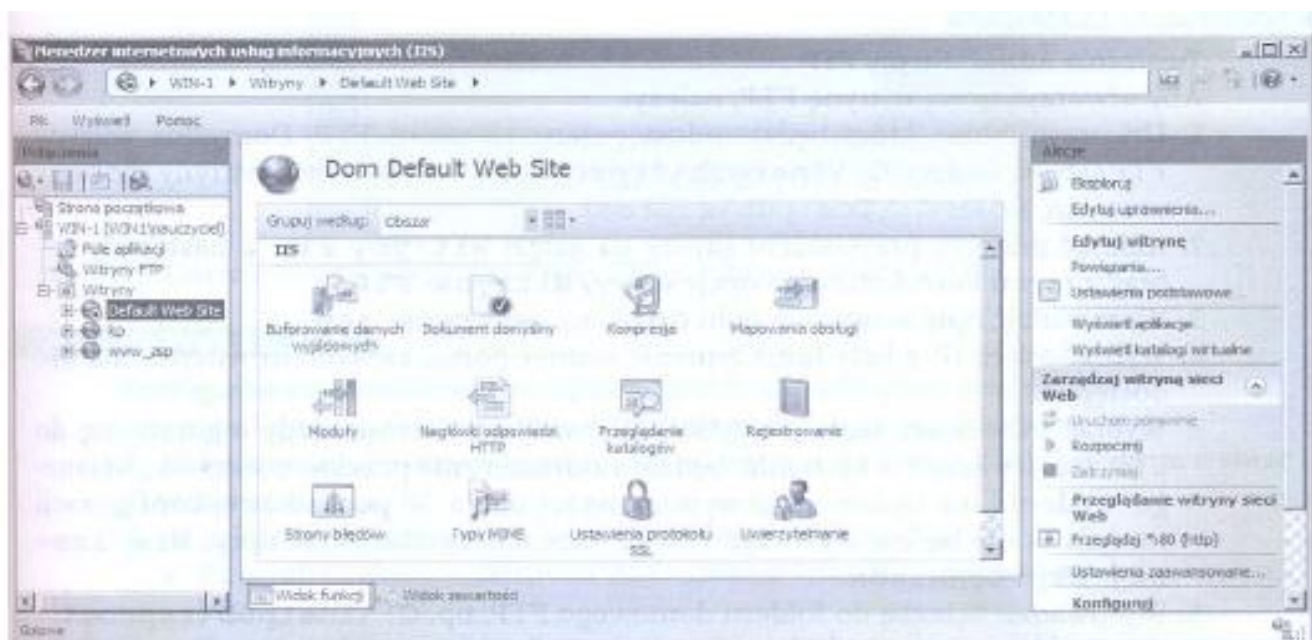 Menedżer internetowych usług informacyjnych (IIS)
WIN-1 Witryny Default Web Site
Plik Wyświetl Pomoc
Połączenia
Strona początkowa
WIN-1 (WIN-1\nauczyciel)
Pule aplikacji
Witryny FTP
Witryny
Default Web Site
kp
www_zsp
Dom Default Web Site
Grupuj według: Obszar
IIS
Buforowanie danych wyjściowych
Dokument domyślny
Kompresja
Mapowania obsługi
Moduły
Nagłówki odpowiedzi HTTP
Przeglądanie katalogów
Rejestrowanie
Strony błędów
Typy MIME
Ustawienia protokołu SSL
Uwierzytelnianie
Widok funkcji
Widok zawartości
Akcje
Eksploruj
Edytuj uprawnienia...
Edytuj witrynę
Powiązania...
Ustawienia podstawowe...
Wyświetl aplikacje
Wyświetl katalogi wirtualne
Zarządzaj witryną sieci
Web
Uruchom ponownie
Rozpocznij
Zatrzymaj
Przeglądanie witryny sieci
Web
Przeglądaj *:80 (http)
Ustawienia zaawansowane...
Konfiguruj
Gotowe